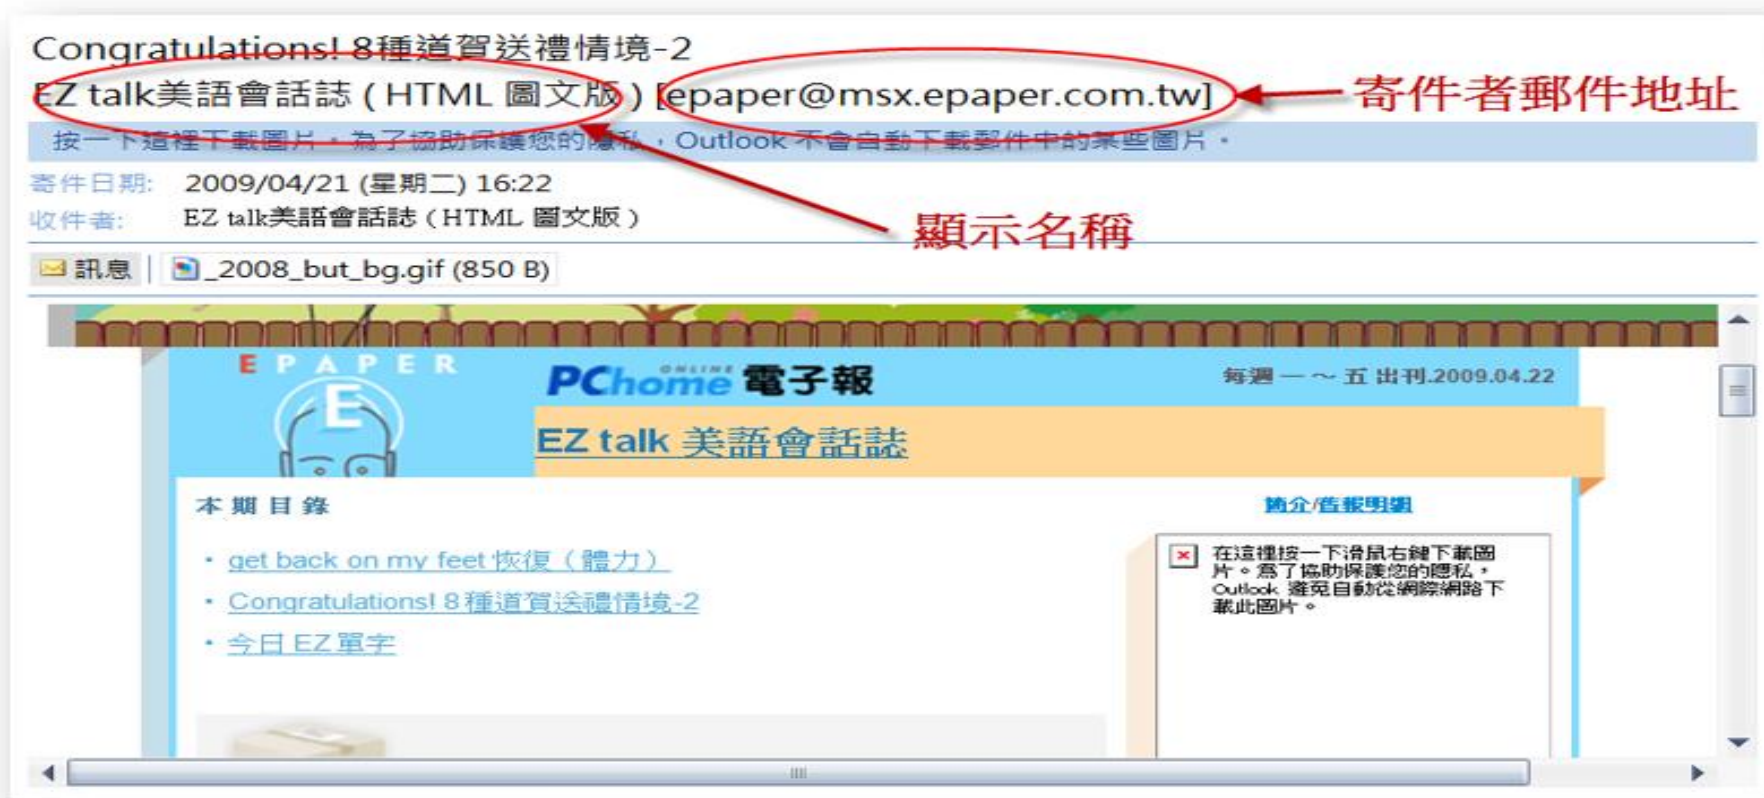 Congratulations! 8種道賀送禮情境-2
EZ talk美語會話誌 ( HTML 圖文版 ) [epaper@msx.epaper.com.tw]
寄件者郵件地址
按一下這裡下載圖片。為了協助保護您的隱私，Outlook 不會自動下載郵件中的某些圖片。
寄件日期: 2009/04/21 (星期二) 16:22
收件者: EZ talk美語會話誌 ( HTML 圖文版 )
顯示名稱
訊息 _2008_but_bg.gif (850 B)
EPAPER
E
PChome ONLINE 電子報
每週 一 ～ 五 出刊.2009.04.22
EZ talk 美語會話誌
本 期 目 錄
簡介/舊報明細
• get back on my feet 恢復（體力）
• Congratulations! 8 種道賀送禮情境-2
• 今日 EZ 單字
在這裡按一下滑鼠右鍵下載圖
片。為了協助保護您的隱私，
Outlook 避免自動從網際網路下
載此圖片。